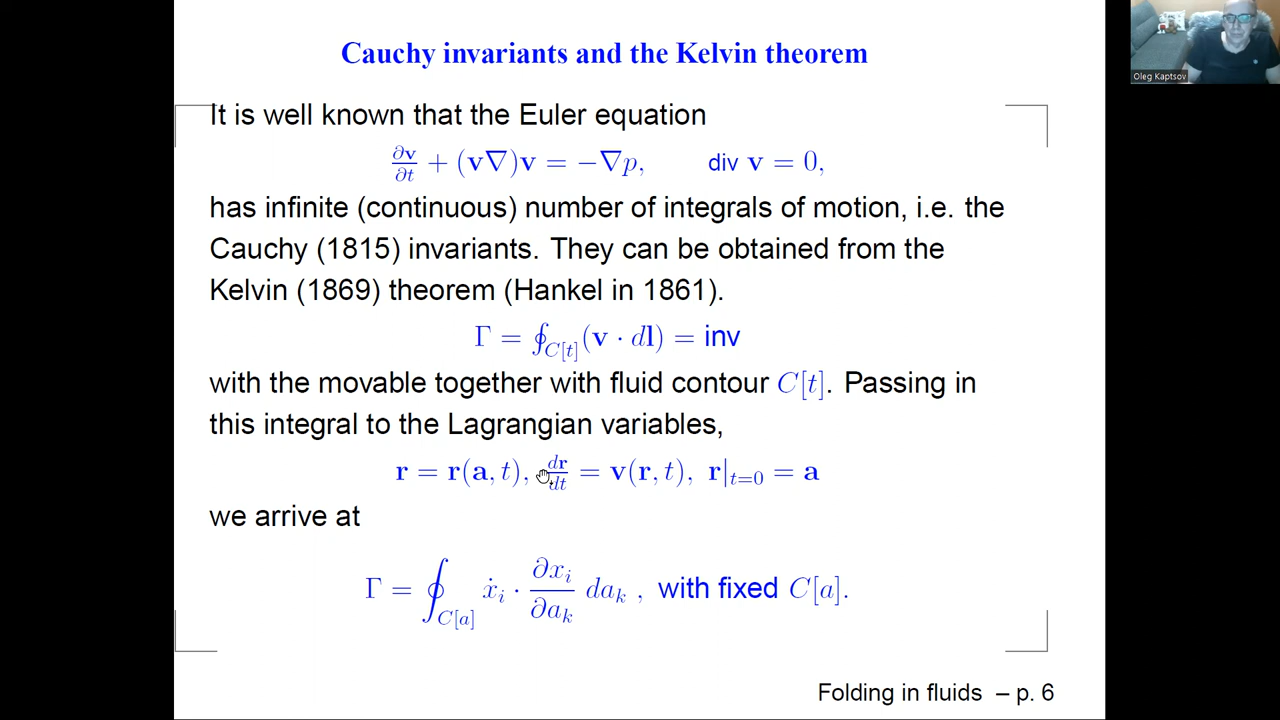 Cauchy invariants and the Kelvin theorem
It is well known that the Euler equation
∂v/∂t + (v∇)v = −∇p, div v = 0,
has infinite (continuous) number of integrals of motion, i.e. the
Cauchy (1815) invariants. They can be obtained from the
Kelvin (1869) theorem (Hankel in 1861).
Γ = ∮_{C[t]} (v · dl) = inv
with the movable together with fluid contour C[t]. Passing in
this integral to the Lagrangian variables,
r = r(a, t), dr/dt = v(r, t), r|_{t=0} = a
we arrive at
Γ = ∮_{C[a]} ẋ_i · ∂x_i/∂a_k da_k , with fixed C[a].
Folding in fluids – p. 6
Oleg Kaptsov